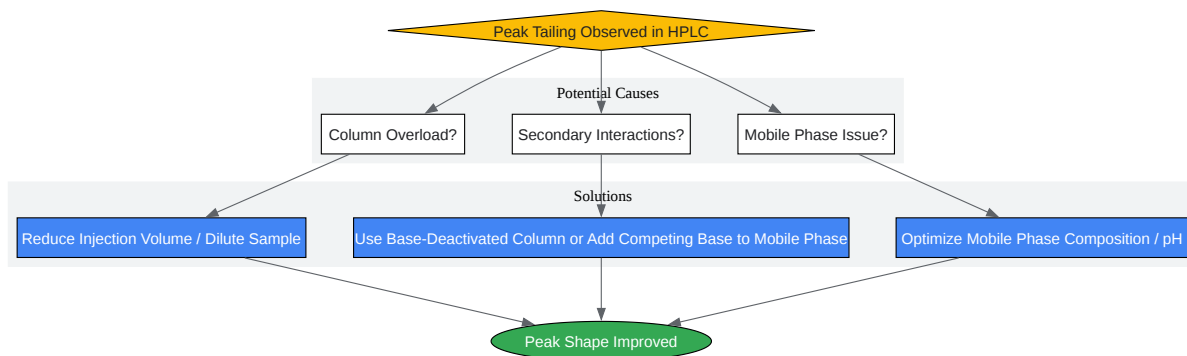 Peak Tailing Observed in HPLC
Potential Causes
Column Overload?
Secondary Interactions?
Mobile Phase Issue?
Solutions
Reduce Injection Volume / Dilute Sample
Use Base-Deactivated Column or Add Competing Base to Mobile Phase
Optimize Mobile Phase Composition / pH
Peak Shape Improved